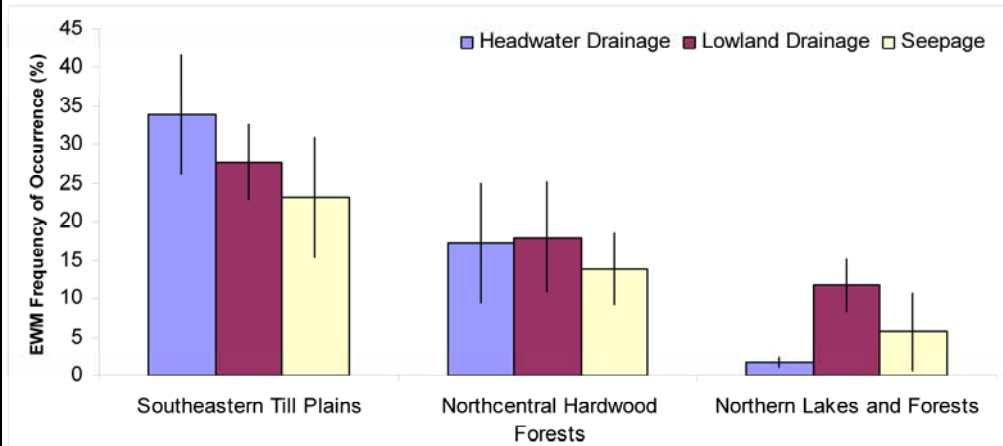 EWM Frequency of Occurrence (%)
45
40
35
30
25
20
15
10
5
0
Headwater Drainage Lowland Drainage Seepage
Southeastern Till Plains
Northcentral Hardwood
Forests
Northern Lakes and Forests